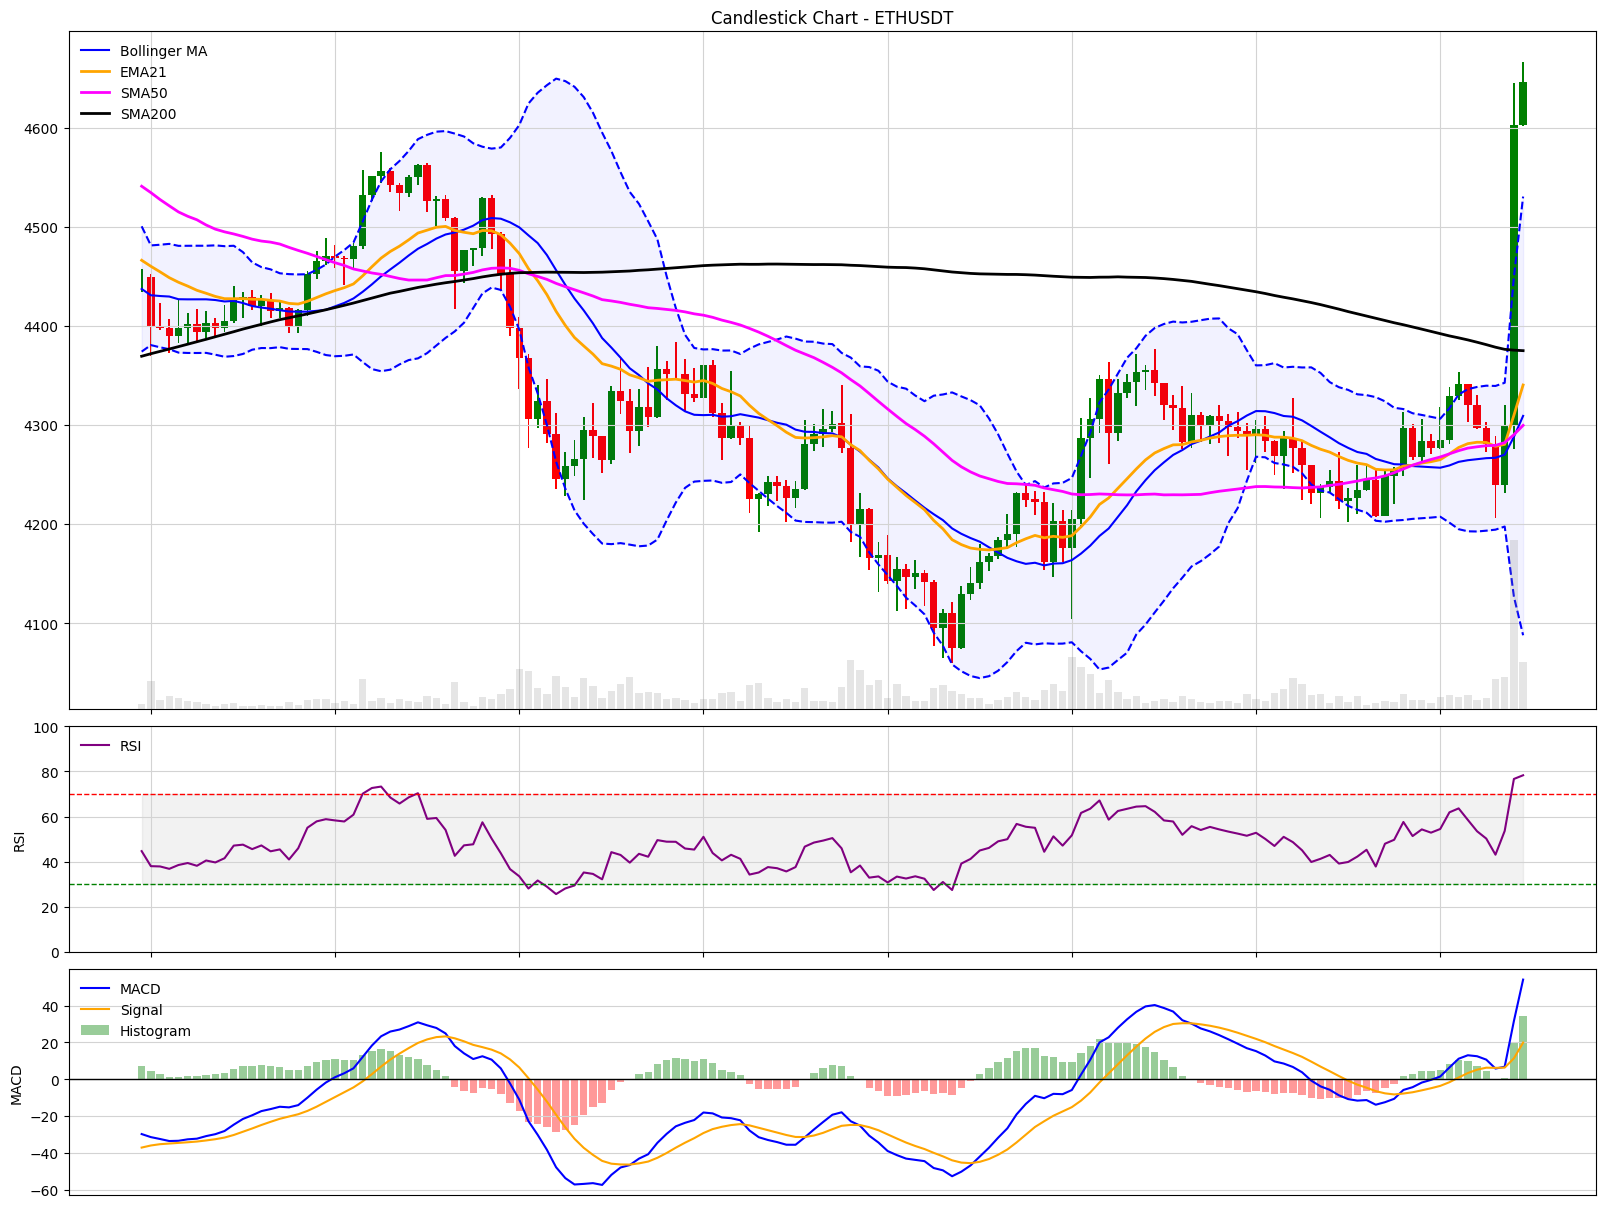 Candlestick Chart - ETHUSDT
Bollinger MA
EMA21
SMA50
SMA200
4600
4500
4400
4300
4200
4100
100
80
60
40
20
0
RSI
RSI
40
20
0
−20
−40
−60
MACD
MACD
Signal
Histogram